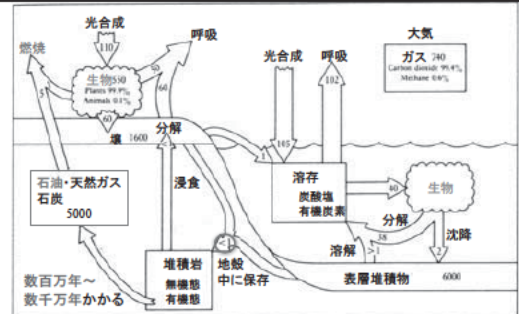 光合成
110
呼吸
燃焼
生物550
Plants 99.9%
Animals 0.1%
5
60
60
壌 1600
分解
光合成
105
呼吸
102
大気
ガス 740
Carbon dioxide 99.4%
Methane 0.6%
1
溶存
炭酸塩
有機炭素
40
生物
分解
38
沈降
2
溶解
>1
表層堆積物
6000
石油・天然ガス
石炭
5000
浸食
<1
地殻
中に保存
堆積岩
無機態
有機態
数百万年～
数千万年かかる